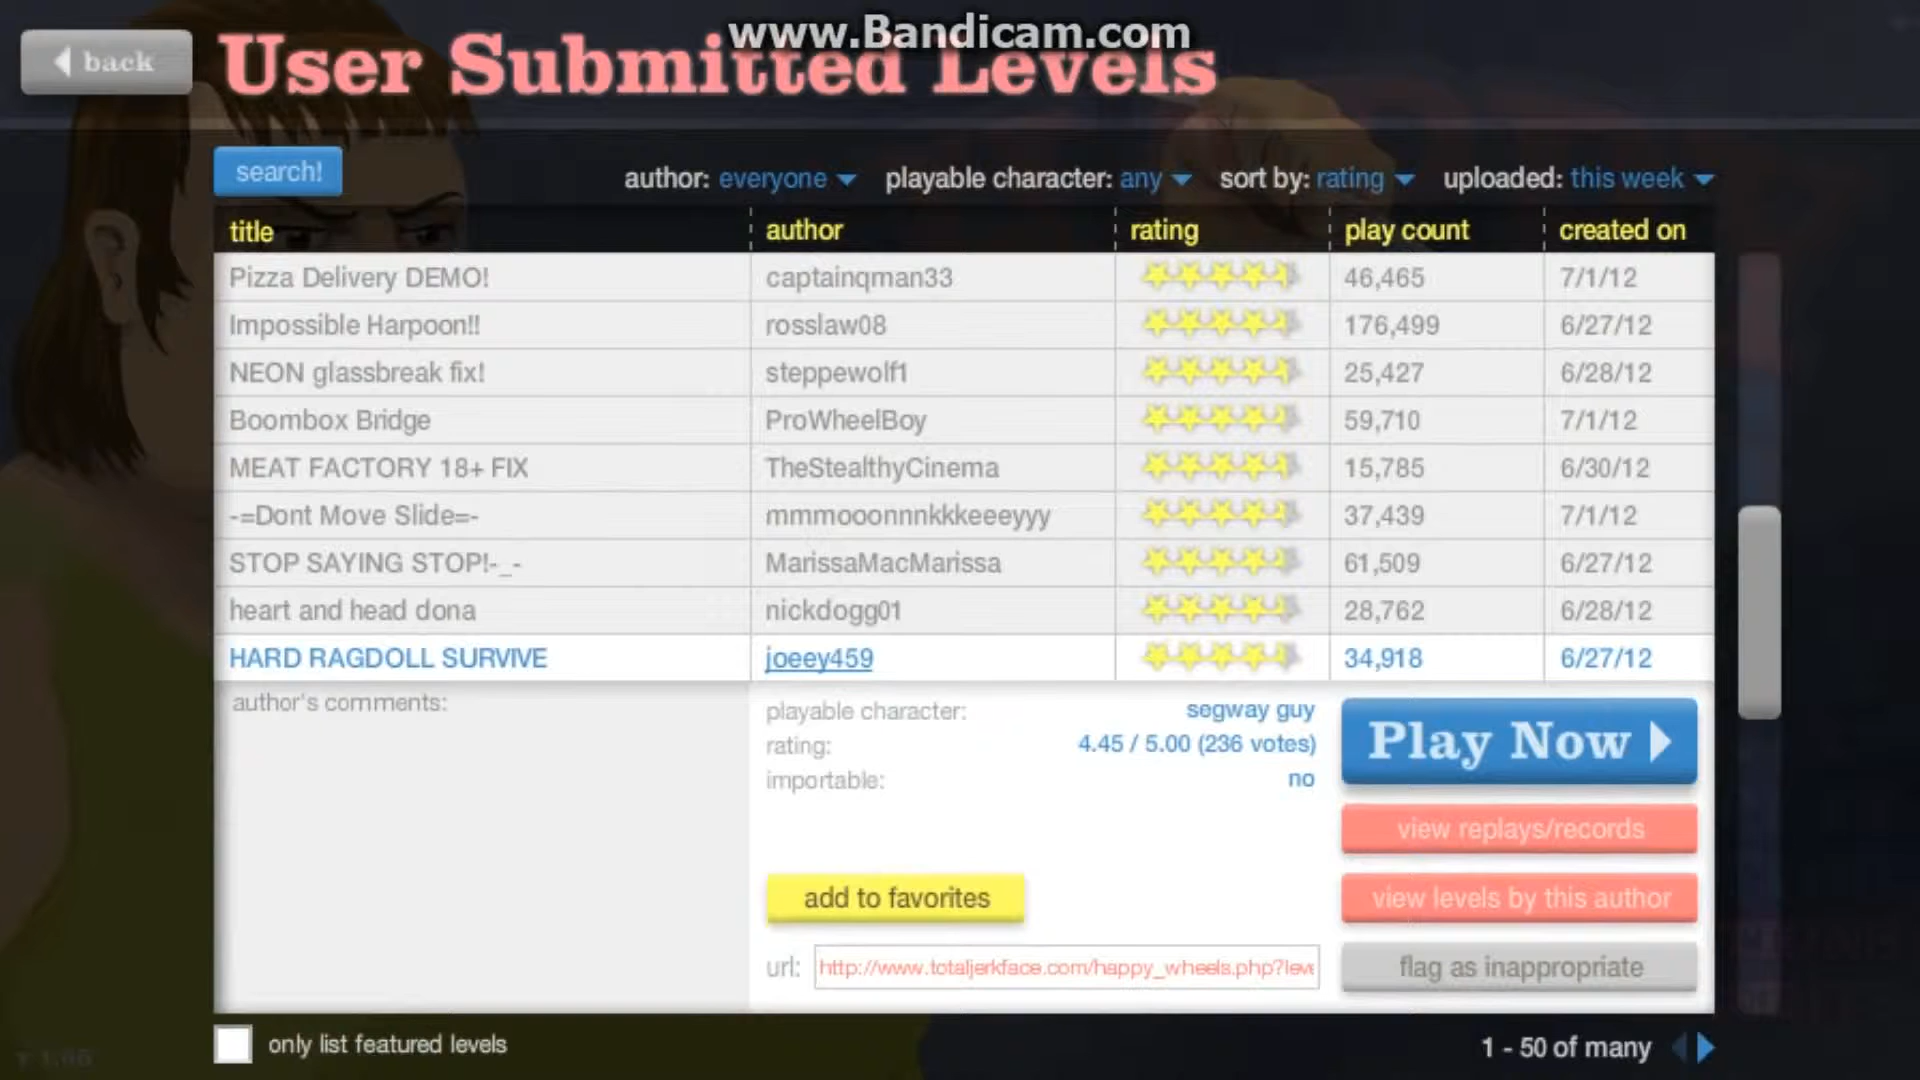 www.Bandicam.com
back
User Submitted Levels
search!
author: everyone playable character: any sort by: rating uploaded: this week
title author rating play count created on
Pizza Delivery DEMO! captainqman33 46,465 7/1/12
Impossible Harpoon!! rosslaw08 176,499 6/27/12
NEON glassbreak fix! steppewolf1 25,427 6/28/12
Boombox Bridge ProWheelBoy 59,710 7/1/12
MEAT FACTORY 18+ FIX TheStealthyCinema 15,785 6/30/12
-=Dont Move Slide=- mmmooonnnkkkeeeyyy 37,439 7/1/12
STOP SAYING STOP!-_- MarissaMacMarissa 61,509 6/27/12
heart and head dona nickdogg01 28,762 6/28/12
HARD RAGDOLL SURVIVE joeey459 34,918 6/27/12
author's comments:
playable character: segway guy
rating: 4.45 / 5.00 (236 votes)
importable: no
Play Now
view replays/records
add to favorites
view levels by this author
url: http://www.totaljerkface.com/happy_wheels.php?leve
flag as inappropriate
only list featured levels
1 - 50 of many